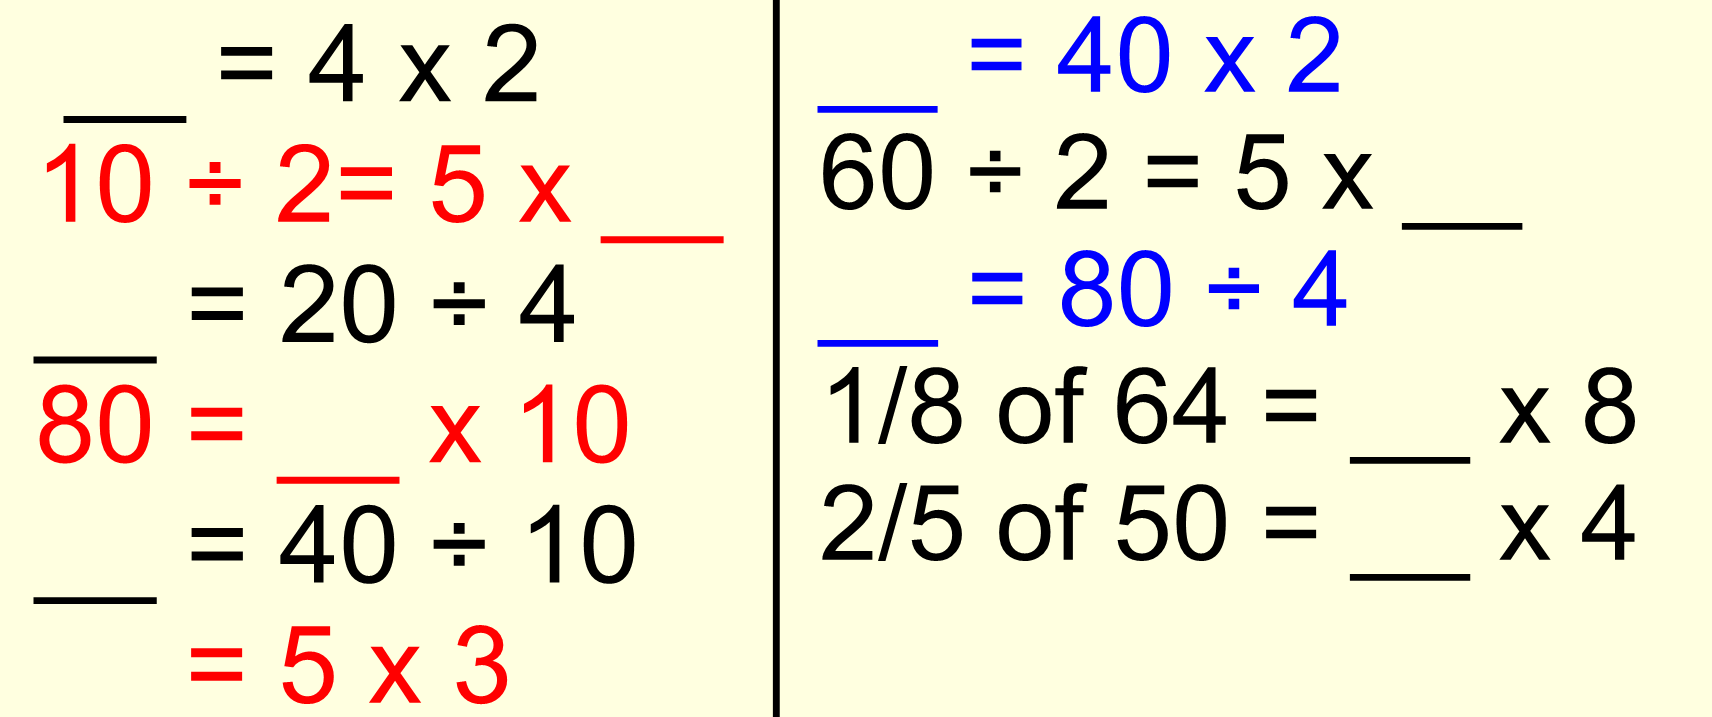 __ = 4 x 2
10 ÷ 2= 5 x __
__ = 20 ÷ 4
80 = __ x 10
__ = 40 ÷ 10
= 5 x 3
__ = 40 x 2
60 ÷ 2 = 5 x __
__ = 80 ÷ 4
1/8 of 64 = __ x 8
2/5 of 50 = __ x 4